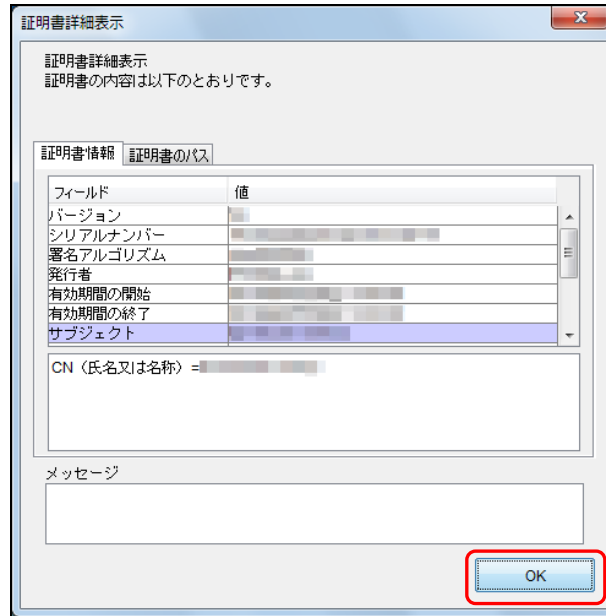 証明書詳細表示
証明書詳細表示
証明書の内容は以下のとおりです。
証明書情報 証明書のパス
フィールド 値
バージョン
シリアルナンバー
署名アルゴリズム
発行者
有効期間の開始
有効期間の終了
サブジェクト
CN（氏名又は名称）=
メッセージ
OK